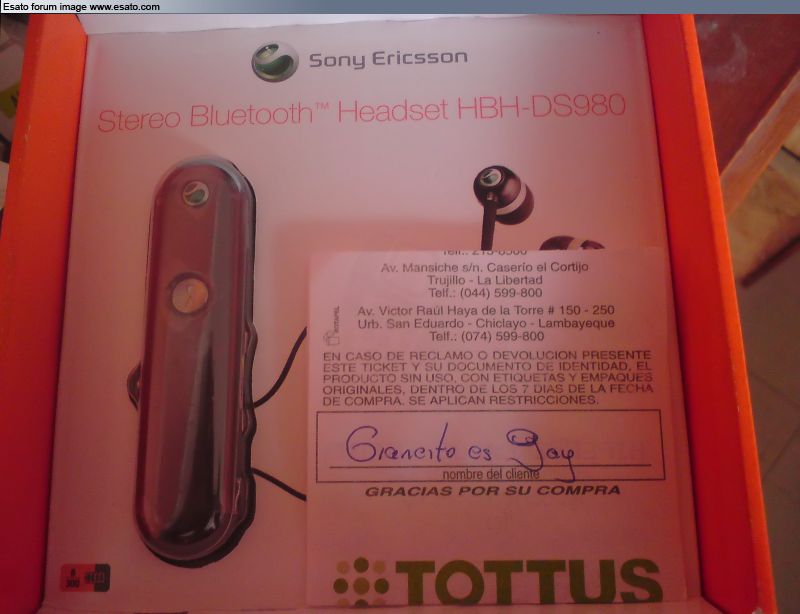 Esato forum image www.esato.com
Sony Ericsson
Stereo Bluetooth™ Headset HBH-DS980
Av. Mansiche s/n. Caserío el Cortijo
Trujillo - La Libertad
Telf.: (044) 599-800
Av. Víctor Raúl Haya de la Torre # 150 - 250
Urb. San Eduardo - Chiclayo - Lambayeque
Telf.: (074) 599-800
EN CASO DE RECLAMO O DEVOLUCION PRESENTE
ESTE TICKET Y SU DOCUMENTO DE IDENTIDAD, EL
PRODUCTO SIN USO, CON ETIQUETAS Y EMPAQUES
ORIGINALES, DENTRO DE LOS 7 DIAS DE LA FECHA
DE COMPRA. SE APLICAN RESTRICCIONES.
Giancito es Gay
nombre del cliente
GRACIAS POR SU COMPRA
TOTTUS